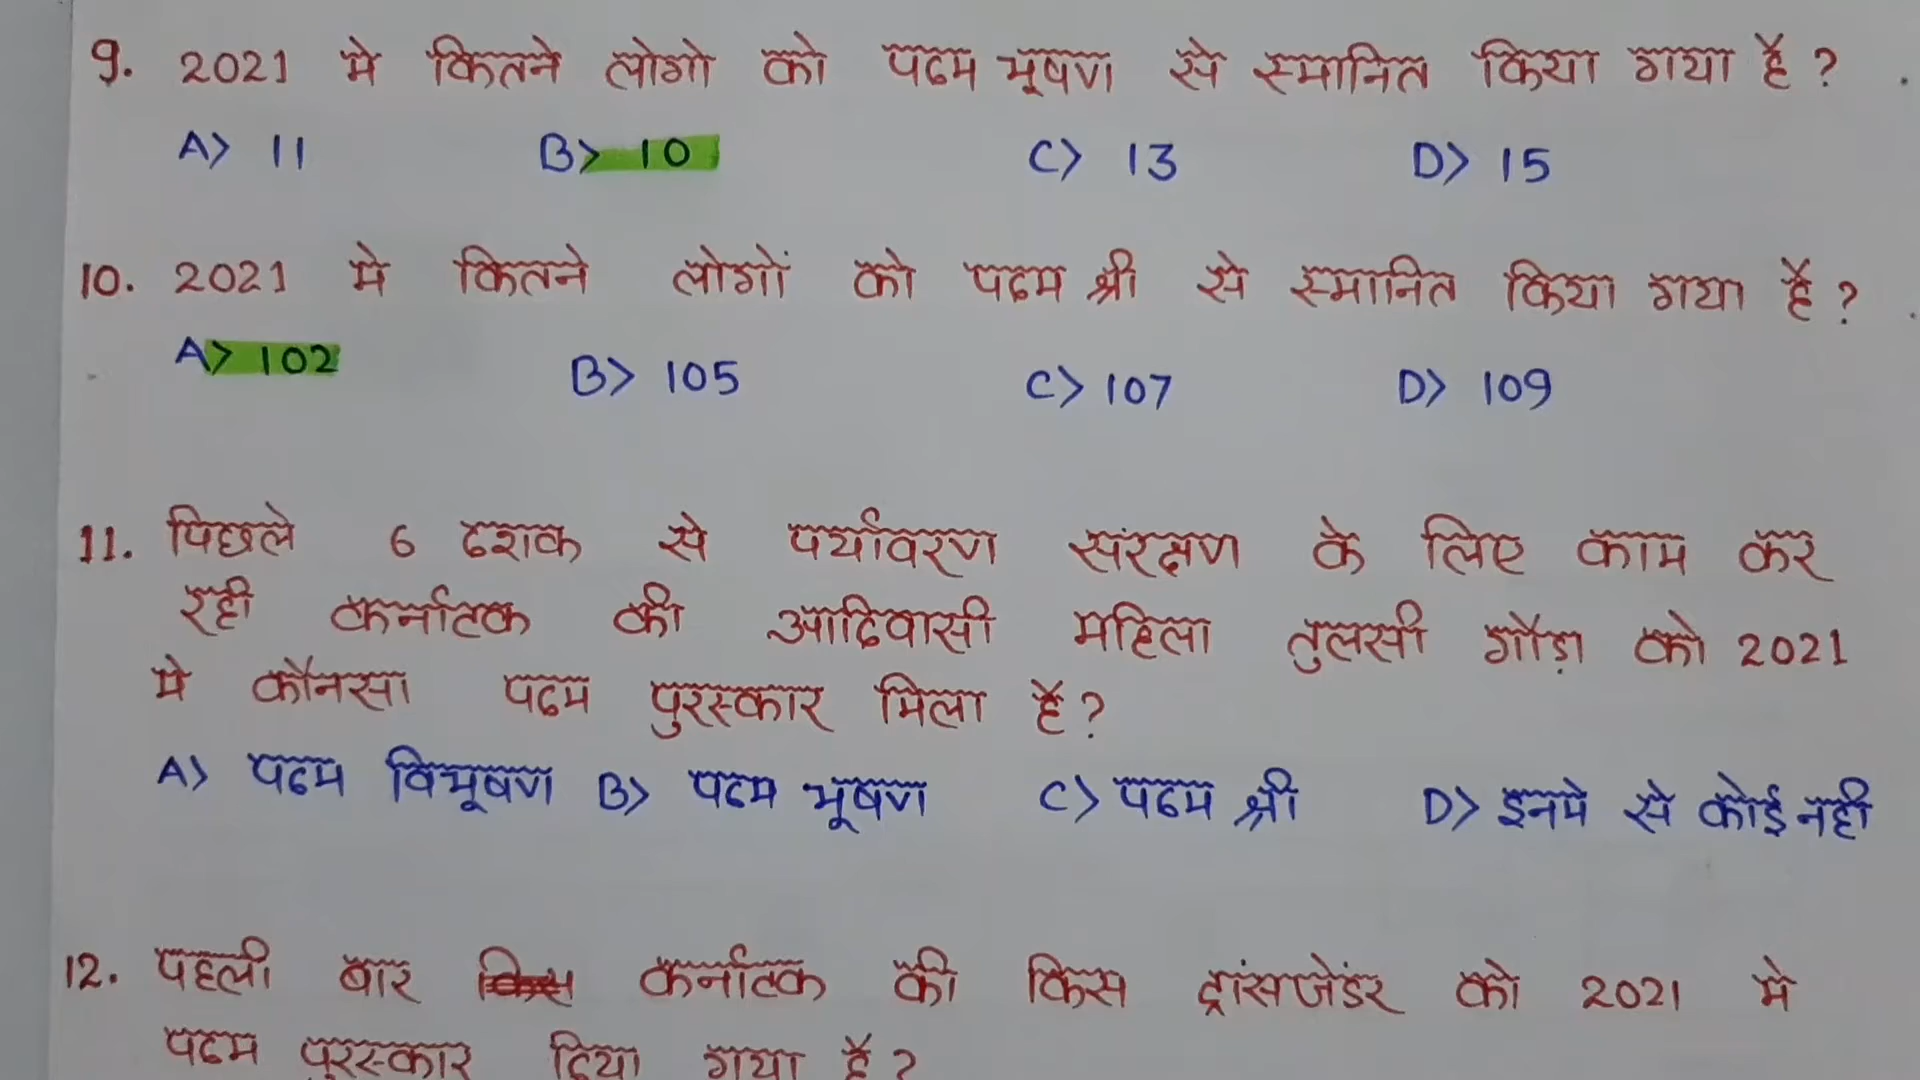 9. 2021 मे कितने लोगो को पदम भूषण से स्मानित किया गया है ?
A> 11 B> 10 C> 13 D> 15
10. 2021 मे कितने लोगों को पदम श्री से स्मानित किया गया है ?
A> 102 B> 105 C> 107 D> 109
11. पिछले 6 दशक से पर्यावरण संरक्षण के लिए काम कर
रही कर्नाटक की आदिवासी महिला तुलसी गौड़ा को 2021
मे कौनसा पदम पुरस्कार मिला है ?
A> पदम विभूषण B> पदम भूषण C> पदम श्री D> इनमे से कोई नही
12. पहली बार किस कर्नाटक की किस ट्रांसजेंडर को 2021 मे
पदम पुरस्कार दिया गया है ?